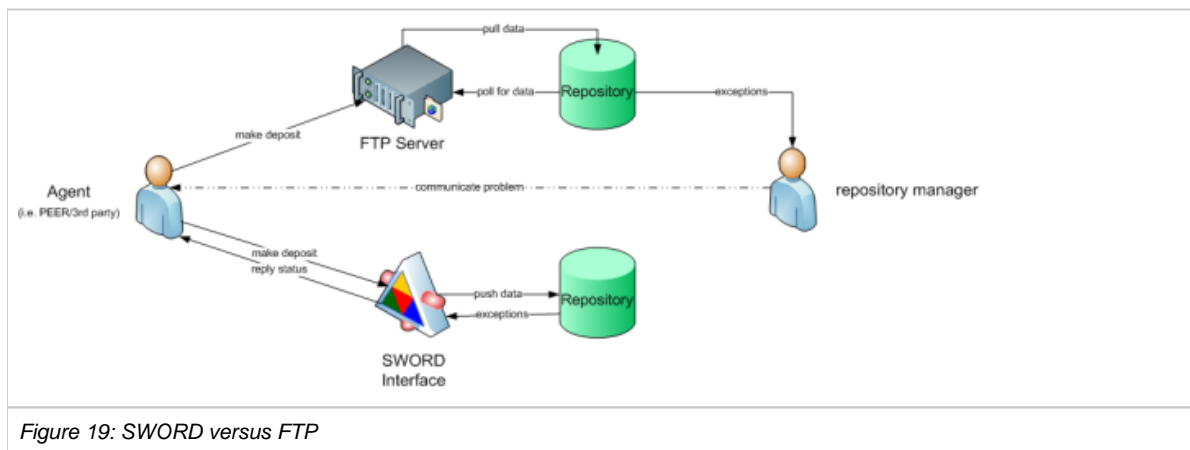 pull data
poll for data
Repository
exceptions
make deposit
FTP Server
Agent
(i.e. PEER/3rd party)
communicate problem
repository manager
make deposit
reply status
push data
exceptions
Repository
SWORD
Interface
Figure 19: SWORD versus FTP